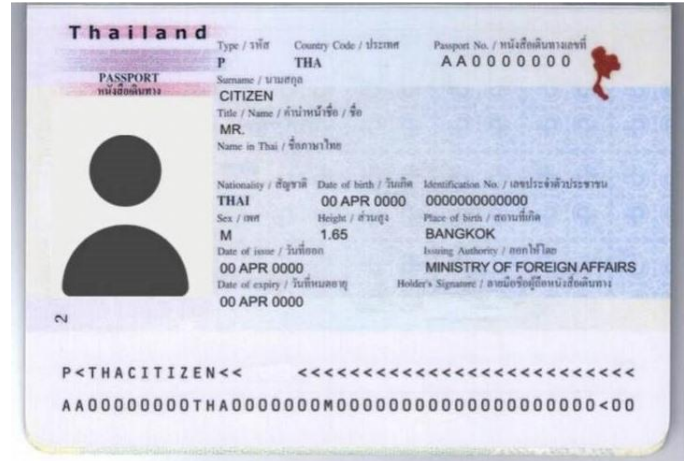 Thailand
PASSPORT
หนังสือเดินทาง
Type / รหัส Country Code / ประเทศ Passport No. / หนังสือเดินทางเลขที่
P THA AA0000000
Surname / นามสกุล
CITIZEN
Title / Name / คำนำหน้าชื่อ / ชื่อ
MR.
Name in Thai / ชื่อภาษาไทย
Nationality / สัญชาติ Date of birth / วันเกิด Identification No. / เลขประจำตัวประชาชน
THAI 00 APR 0000 0000000000000
Sex / เพศ Height / ส่วนสูง Place of birth / สถานที่เกิด
M 1.65 BANGKOK
Date of issue / วันที่ออก Issuing Authority / ออกให้โดย
00 APR 0000 MINISTRY OF FOREIGN AFFAIRS
Date of expiry / วันที่หมดอายุ Holder's Signature / ลายมือชื่อผู้ถือหนังสือเดินทาง
00 APR 0000
2
P<THACITIZEN<< <<<<<<<<<<<<<<<<<<<<<<<<<<
AA00000000THA0000000M00000000000000000000<00